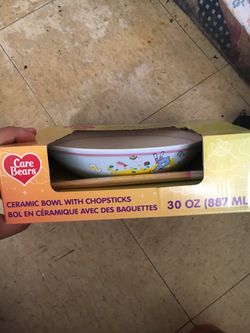 Care
Bears
CERAMIC BOWL WITH CHOPSTICKS
BOL EN CÉRAMIQUE AVEC DES BAGUETTES
30 OZ (887 ML